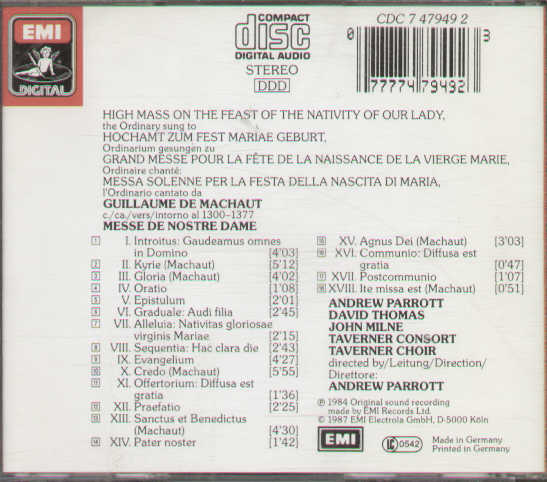 EMI
DIGITAL
COMPACT
disc
DIGITAL AUDIO
STEREO
DDD
CDC 7 47949 2
0 77774 79492 3
HIGH MASS ON THE FEAST OF THE NATIVITY OF OUR LADY,
the Ordinary sung to
HOCHAMT ZUM FEST MARIAE GEBURT,
Ordinarium gesungen zu
GRAND MESSE POUR LA FÊTE DE LA NAISSANCE DE LA VIERGE MARIE,
Ordinaire chanté:
MESSA SOLENNE PER LA FESTA DELLA NASCITA DI MARIA,
l'Ordinario cantato da
GUILLAUME DE MACHAUT
c./ca./vers/intorno al 1300–1377
MESSE DE NOSTRE DAME
1 I. Introitus: Gaudeamus omnes
in Domino [4'03]
2 II. Kyrie (Machaut) [5'12]
3 III. Gloria (Machaut) [4'02]
4 IV. Oratio [1'08]
5 V. Epistulum [2'01]
6 VI. Graduale: Audi filia [2'45]
7 VII. Alleluia: Nativitas gloriosae
virginis Mariae [2'15]
8 VIII. Sequentia: Hac clara die [2'43]
9 IX. Evangelium [4'27]
10 X. Credo (Machaut) [5'55]
11 XI. Offertorium: Diffusa est
gratia [1'36]
12 XII. Praefatio [2'25]
13 XIII. Sanctus et Benedictus
(Machaut) [4'30]
14 XIV. Pater noster [1'42]
15 XV. Agnus Dei (Machaut) [3'03]
16 XVI. Communio: Diffusa est
gratia [0'47]
17 XVII. Postcommunio [1'07]
18 XVIII. Ite missa est (Machaut) [0'51]
ANDREW PARROTT
DAVID THOMAS
JOHN MILNE
TAVERNER CONSORT
TAVERNER CHOIR
directed by/Leitung/Direction/
Direttore:
ANDREW PARROTT
℗ 1984 Original sound recording
made by EMI Records Ltd.
© 1987 EMI Electrola GmbH, D-5000 Köln
EMI
LC 0542
Made in Germany
Printed in Germany